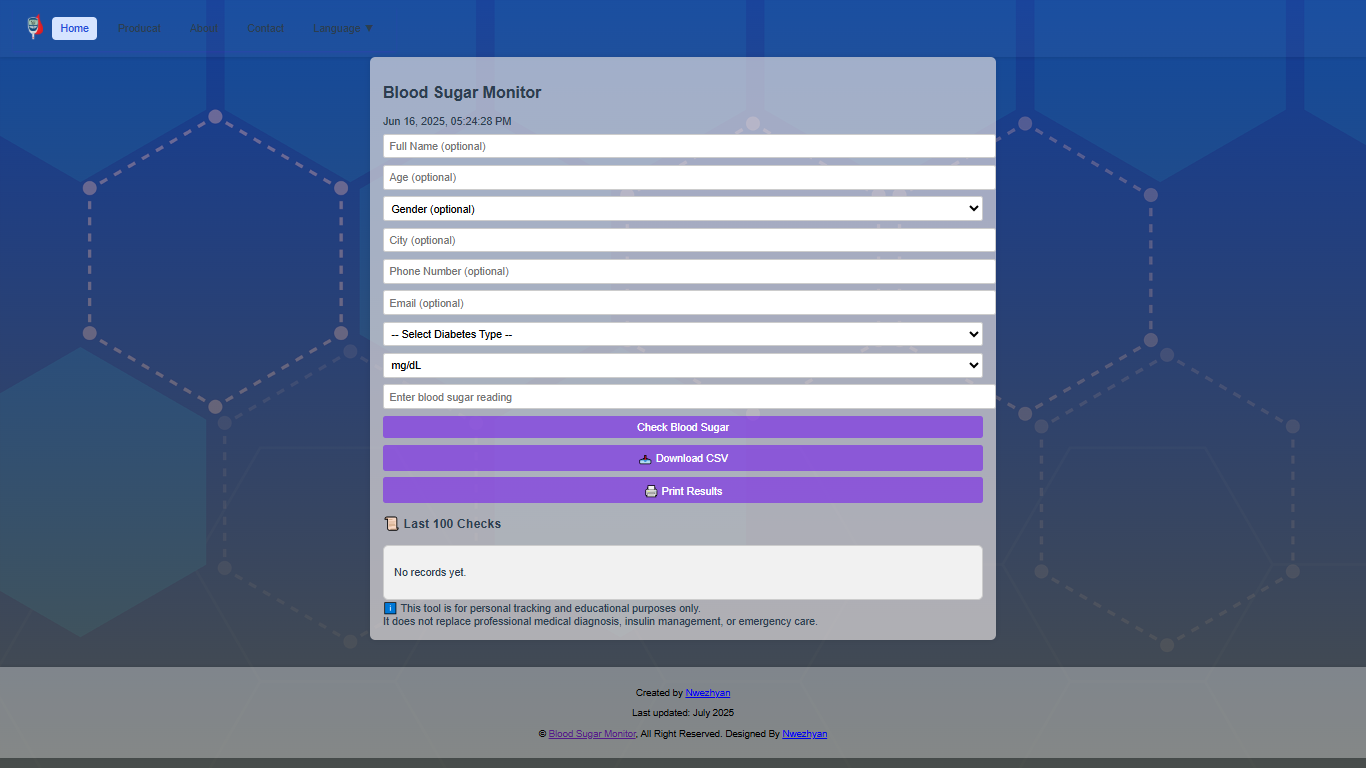 Home
Producat
About
Contact
Language ▼
Blood Sugar Monitor
Jun 16, 2025, 05:24:28 PM
Full Name (optional)
Age (optional)
Gender (optional)
City (optional)
Phone Number (optional)
Email (optional)
-- Select Diabetes Type --
mg/dL
Enter blood sugar reading
Check Blood Sugar
📥 Download CSV
🖨️ Print Results
📜 Last 100 Checks
No records yet.
ℹ️ This tool is for personal tracking and educational purposes only.
It does not replace professional medical diagnosis, insulin management, or emergency care.
Created by Nwezhyan
Last updated: July 2025
© Blood Sugar Monitor, All Right Reserved. Designed By Nwezhyan